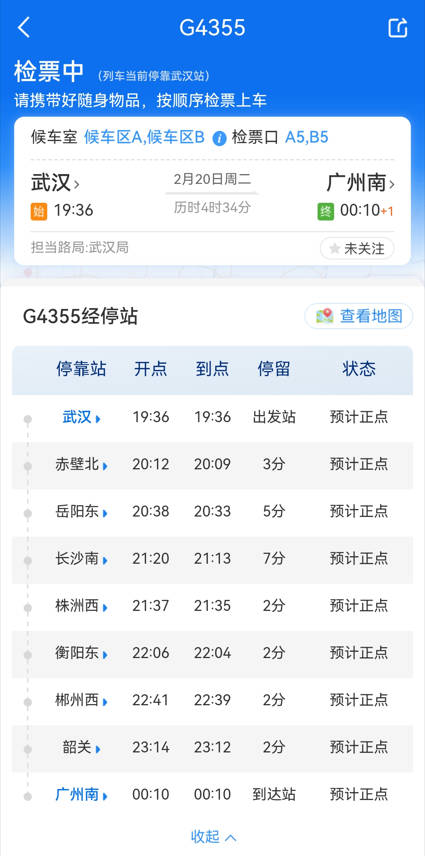 G4355
检票中 (列车当前停靠武汉站)
请携带好随身物品，按顺序检票上车
候车室 候车区A,候车区B i 检票口 A5,B5
武汉 2月20日周二 广州南
始 19:36 历时4时34分 终 00:10+1
担当路局:武汉局 未关注
G4355经停站 查看地图
停靠站 开点 到点 停留 状态
武汉 19:36 19:36 出发站 预计正点
赤壁北 20:12 20:09 3分 预计正点
岳阳东 20:38 20:33 5分 预计正点
长沙南 21:20 21:13 7分 预计正点
株洲西 21:37 21:35 2分 预计正点
衡阳东 22:06 22:04 2分 预计正点
郴州西 22:41 22:39 2分 预计正点
韶关 23:14 23:12 2分 预计正点
广州南 00:10 00:10 到达站 预计正点
收起